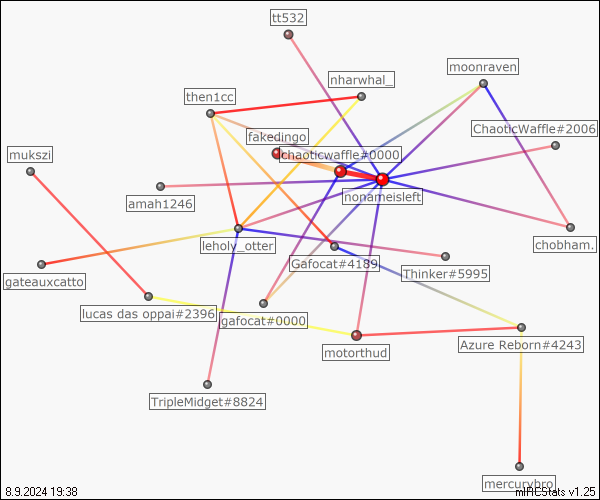 tt532
moonraven
nharwhal_
then1cc
ChaoticWaffle#2006
fakedingo
chaoticwaffle#0000
mukszi
amah1246
nonameisleft
leholy_otter
chobham.
Gafocat#4189
Thinker#5995
gateauxcatto
lucas das oppai#2396
gafocat#0000
motorthud
Azure Reborn#4243
TripleMidget#8824
mercurybro
8.9.2024 19:38
mIRCStats v1.25